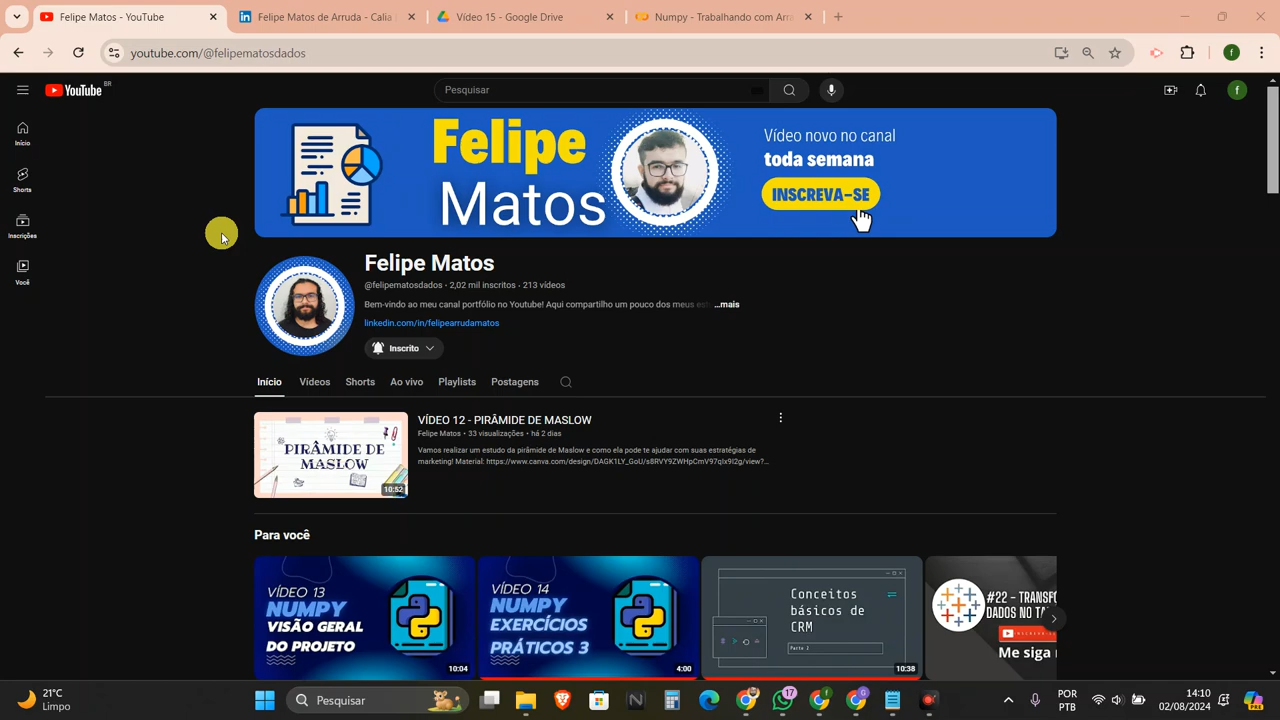 Felipe Matos - YouTube
Felipe Matos de Arruda - Calia
Vídeo 15 - Google Drive
Numpy - Trabalhando com Arr
youtube.com/@felipematosdados
f
YouTube
BR
Pesquisar
f
Início
Shorts
Inscrições
Você
Felipe
Matos
Vídeo novo no canal
toda semana
INSCREVA-SE
Felipe Matos
@felipematosdados · 2,02 mil inscritos · 213 vídeos
Bem-vindo ao meu canal portfólio no Youtube! Aqui compartilho um pouco dos meus est ...mais
linkedin.com/in/felipearrudamatos
Inscrito
Início Vídeos Shorts Ao vivo Playlists Postagens
PIRÂMIDE DE
MASLOW
10:52
VÍDEO 12 - PIRÂMIDE DE MASLOW
Felipe Matos · 33 visualizações · há 2 dias
Vamos realizar um estudo da pirâmide de Maslow e como ela pode te ajudar com suas estratégias de
marketing! Material: https://www.canva.com/design/DAGK1LY_GoU/s8RVY9ZWHpCmV97qIx9I2g/view?...
Para você
VÍDEO 13
NUMPY
VISÃO GERAL
DO PROJETO
10:04
VÍDEO 14
NUMPY
EXERCÍCIOS
PRÁTICOS 3
4:00
Conceitos
básicos de
CRM
Parte 2
10:38
#22 - TRANSFO
DADOS NO TA
Me siga
21°C
Limpo
Pesquisar
17
POR
PTB
14:10
02/08/2024